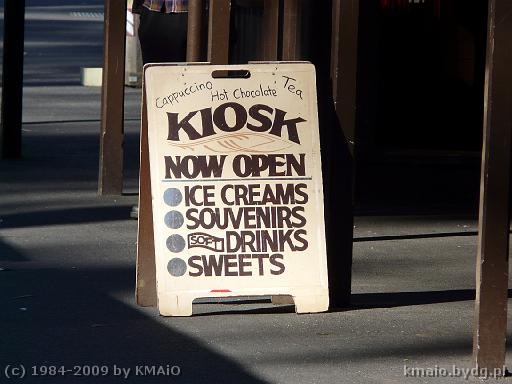 Cappuccino Hot Chocolate Tea
KIOSK
NOW OPEN
ICE CREAMS
SOUVENIRS
SOFT DRINKS
SWEETS
(c) 1984-2009 by KMAiO
kmaio.bydg.pl